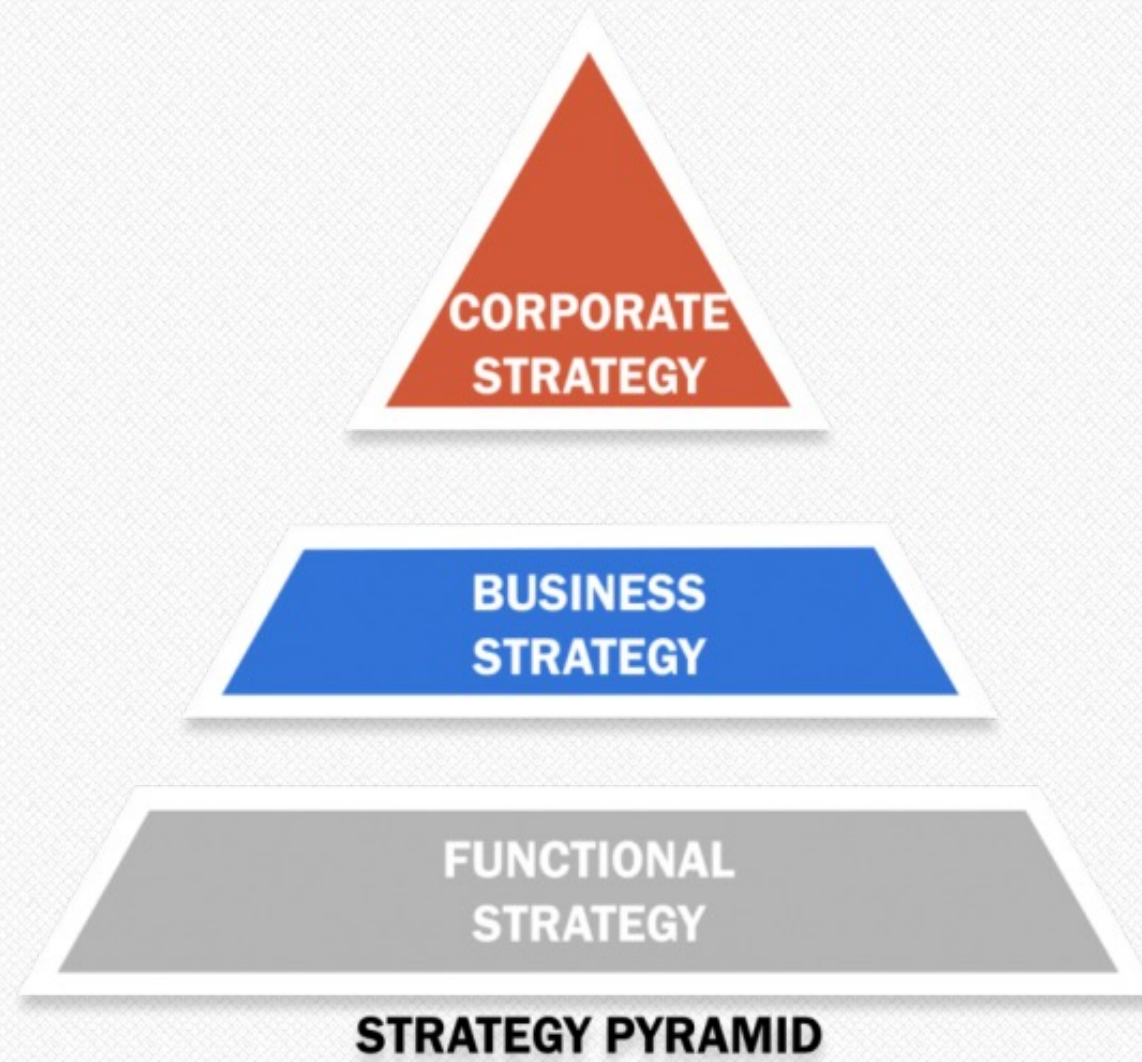 CORPORATE
STRATEGY
BUSINESS
STRATEGY
FUNCTIONAL
STRATEGY
STRATEGY PYRAMID